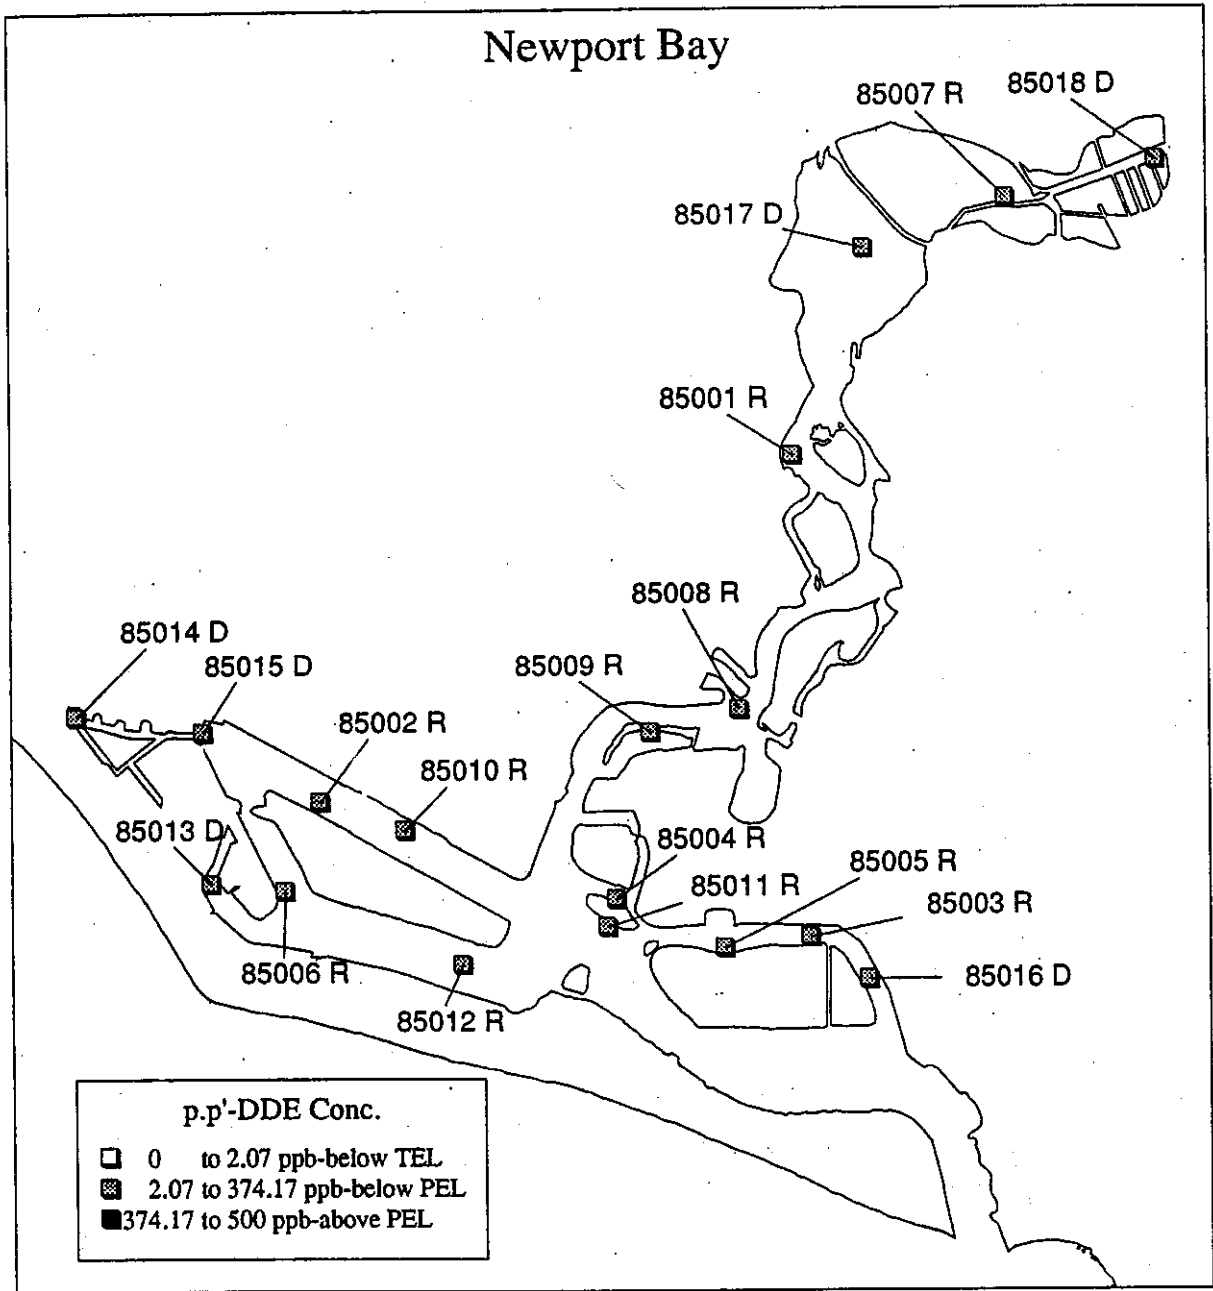 Newport Bay
85018 D
85007 R
85017 D
85001 R
85008 R
85014 D
85015 D
85009 R
85002 R
85010 R
85013 D
85004 R
85005 R
85011 R
85003 R
85006 R
85016 D
85012 R
p.p'-DDE Conc.
0 to 2.07 ppb-below TEL
2.07 to 374.17 ppb-below PEL
374.17 to 500 ppb-above PEL